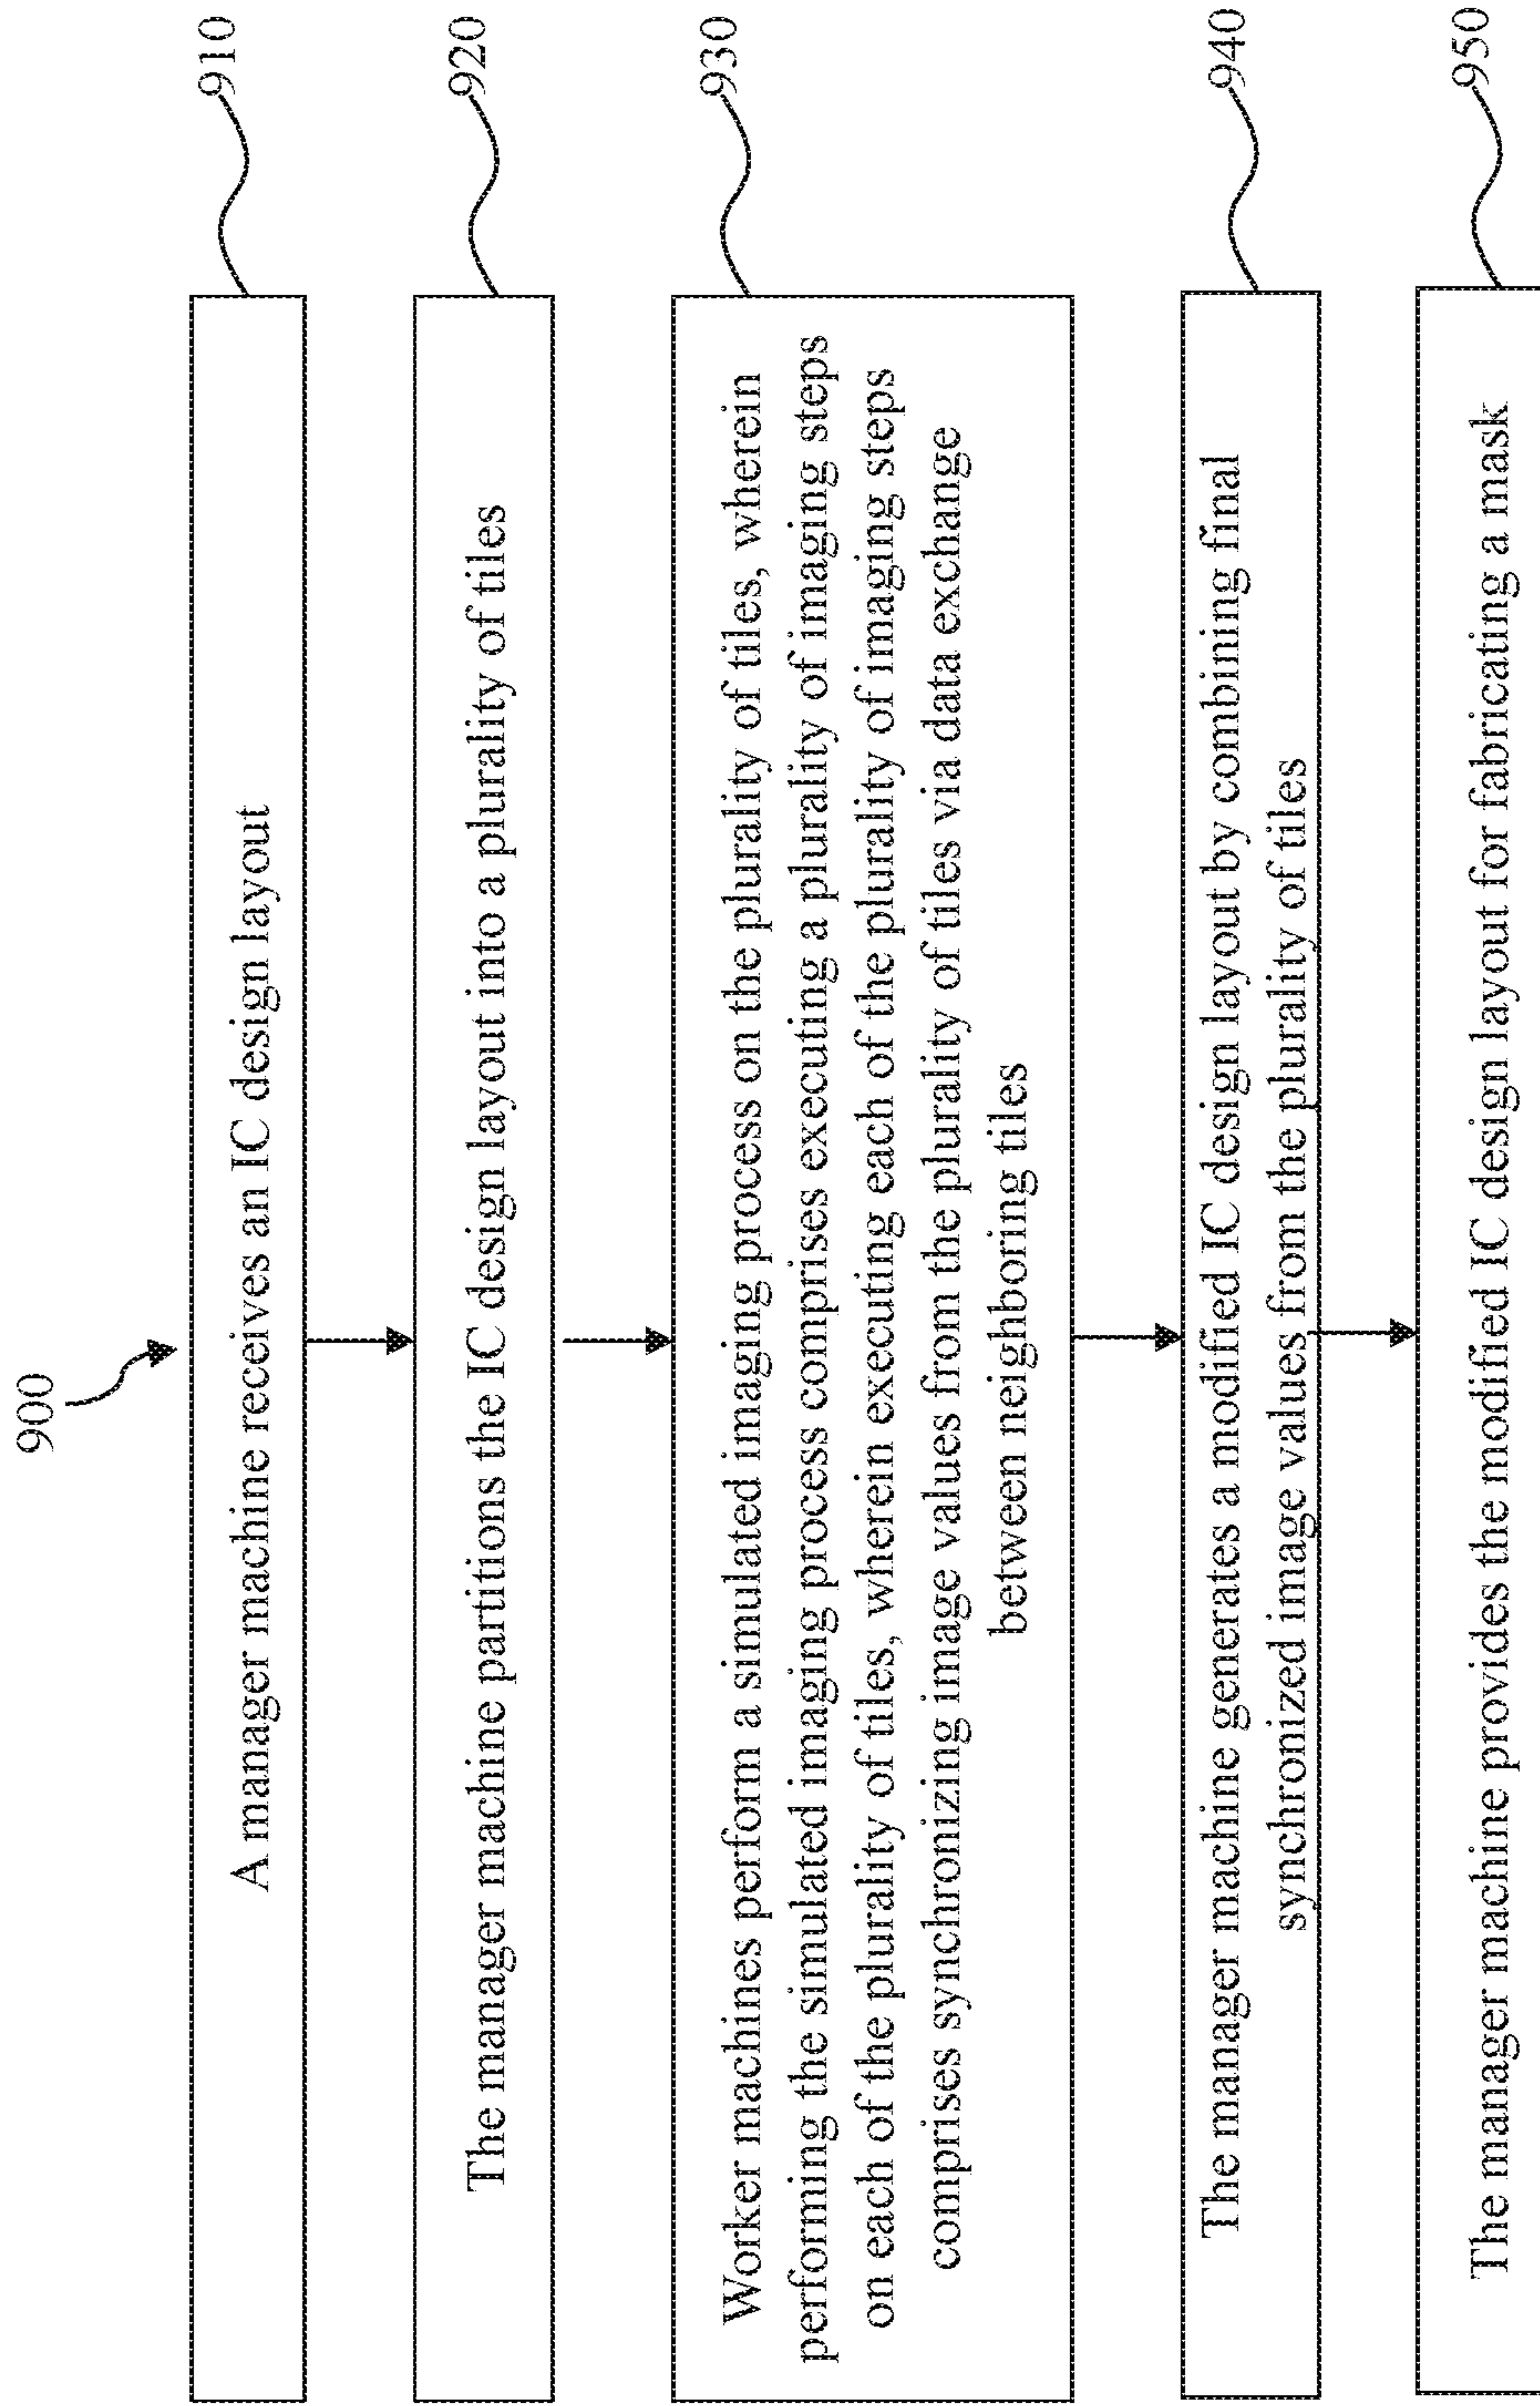 900
A manager machine receives an IC design layout
910
The manager machine partitions the IC design layout into a plurality of tiles
920
Worker machines perform a simulated imaging process on the plurality of tiles, wherein
performing the simulated imaging process comprises executing a plurality of imaging steps
on each of the plurality of tiles, wherein executing each of the plurality of imaging steps
comprises synchronizing image values from the plurality of tiles via data exchange
between neighboring tiles
930
The manager machine generates a modified IC design layout by combining final
synchronized image values from the plurality of tiles
940
The manager machine provides the modified IC design layout for fabricating a mask
950